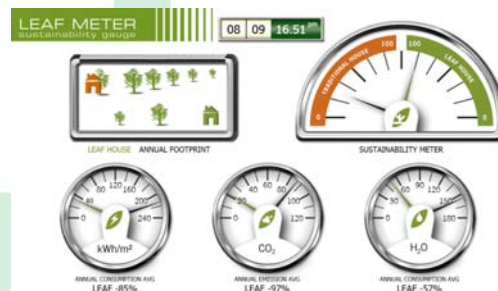 LEAF METER
sustainability gauge
08 09 16.51 pm
LEAF HOUSE ANNUAL FOOTPRINT
TRADITIONAL HOUSE
100
100
LEAF HOUSE
0
0
SUSTAINABILITY METER
0
40
80 120
160
200
240
kWh/m²
0
20
40 60
80
100
120
CO₂
0
30
60 90
120
150
180
H₂O
ANNUAL CONSUMPTION AVG
LEAF -85%
ANNUAL EMISSION AVG
LEAF -97%
ANNUAL CONSUMPTION AVG
LEAF -57%